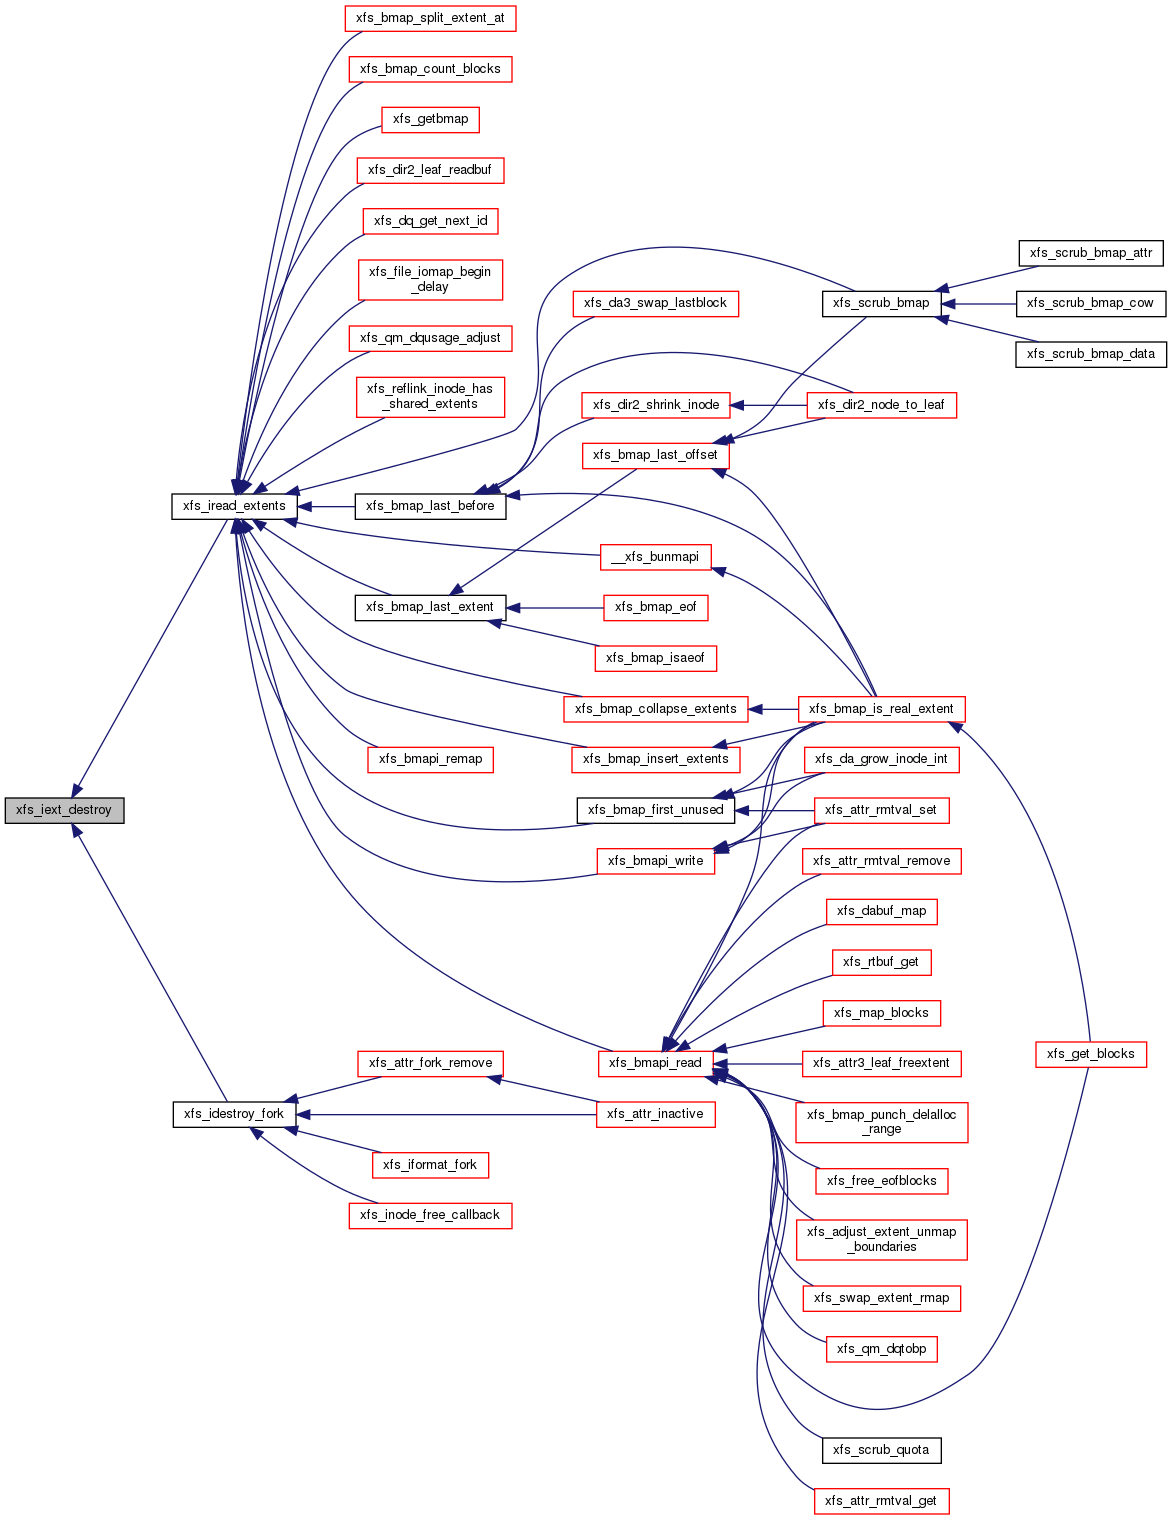 xfs_bmap_split_extent_at
xfs_bmap_count_blocks
xfs_getbmap
xfs_dir2_leaf_readbuf
xfs_dq_get_next_id
xfs_file_iomap_begin
_delay
xfs_qm_dqusage_adjust
xfs_reflink_inode_has
_shared_extents
xfs_iread_extents
xfs_bmap_last_before
xfs_bmap_last_extent
xfs_bmapi_remap
xfs_iext_destroy
xfs_idestroy_fork
xfs_attr_fork_remove
xfs_iformat_fork
xfs_inode_free_callback
xfs_da3_swap_lastblock
xfs_dir2_shrink_inode
xfs_bmap_last_offset
__xfs_bunmapi
xfs_bmap_eof
xfs_bmap_isaeof
xfs_bmap_collapse_extents
xfs_bmap_insert_extents
xfs_bmap_first_unused
xfs_bmapi_write
xfs_bmapi_read
xfs_attr_inactive
xfs_scrub_bmap
xfs_dir2_node_to_leaf
xfs_bmap_is_real_extent
xfs_da_grow_inode_int
xfs_attr_rmtval_set
xfs_attr_rmtval_remove
xfs_dabuf_map
xfs_rtbuf_get
xfs_map_blocks
xfs_attr3_leaf_freextent
xfs_bmap_punch_delalloc
_range
xfs_free_eofblocks
xfs_adjust_extent_unmap
_boundaries
xfs_swap_extent_rmap
xfs_qm_dqtobp
xfs_scrub_quota
xfs_attr_rmtval_get
xfs_scrub_bmap_attr
xfs_scrub_bmap_cow
xfs_scrub_bmap_data
xfs_get_blocks